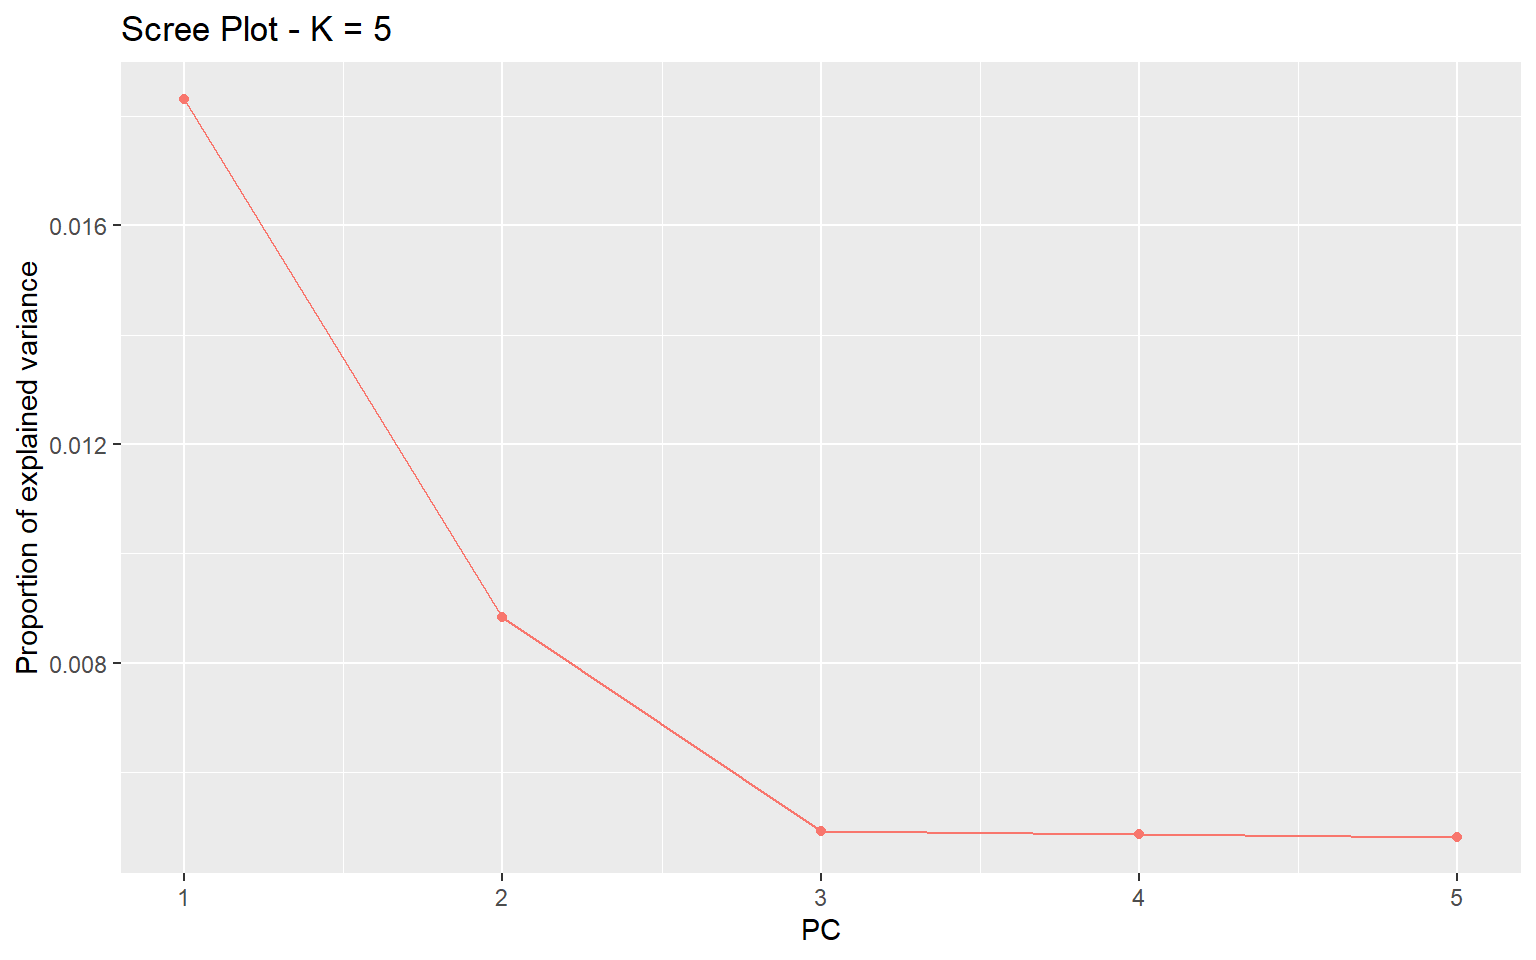 Scree Plot - K = 5
Proportion of explained variance
0.016
0.012
0.008
1 2 3 4 5
PC